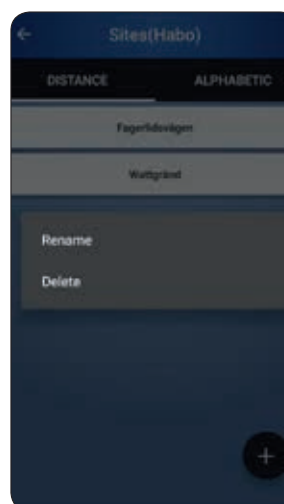 Sites(Habo)
DISTANCE ALPHABETIC
Fagerlidsvägen
Wattgränd
Rename
Delete